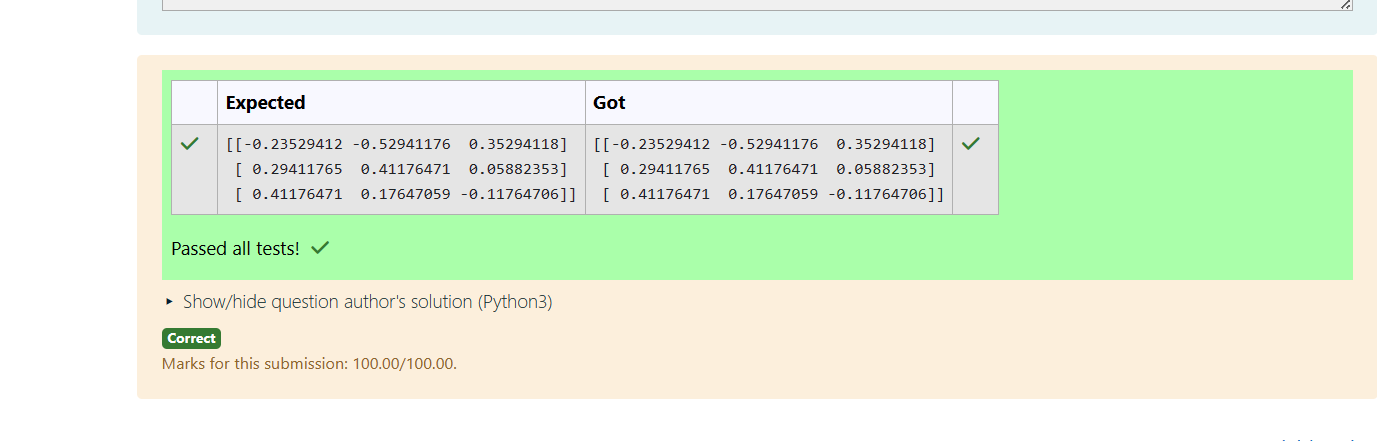 Expected Got
[[-0.23529412 -0.52941176  0.35294118] [[-0.23529412 -0.52941176  0.35294118]
[ 0.29411765  0.41176471  0.05882353] [ 0.29411765  0.41176471  0.05882353]
[ 0.41176471  0.17647059 -0.11764706]] [ 0.41176471  0.17647059 -0.11764706]]
Passed all tests!
Show/hide question author's solution (Python3)
Correct
Marks for this submission: 100.00/100.00.